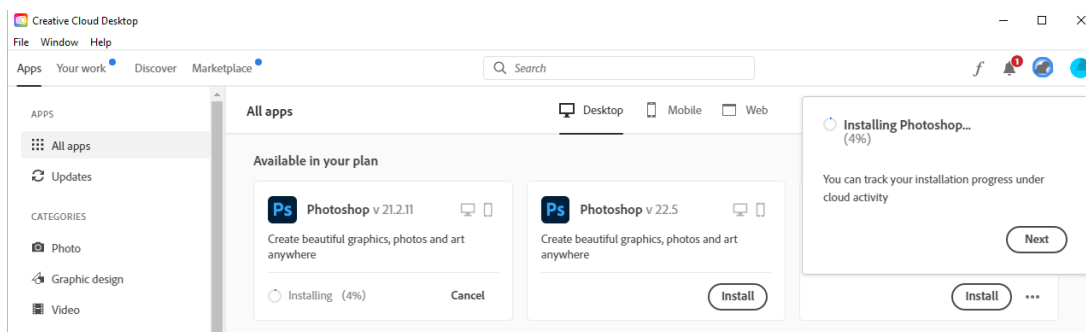 Creative Cloud Desktop
File Window Help
Apps Your work Discover Marketplace Search f 1
APPS
All apps
Updates
CATEGORIES
Photo
Graphic design
Video
All apps Desktop Mobile Web
Available in your plan
Ps Photoshop v 21.2.11
Create beautiful graphics, photos and art
anywhere
Installing (4%) Cancel
Ps Photoshop v 22.5
Create beautiful graphics, photos and art
anywhere
Install
Installing Photoshop...
(4%)
You can track your installation progress under
cloud activity
Next
Install